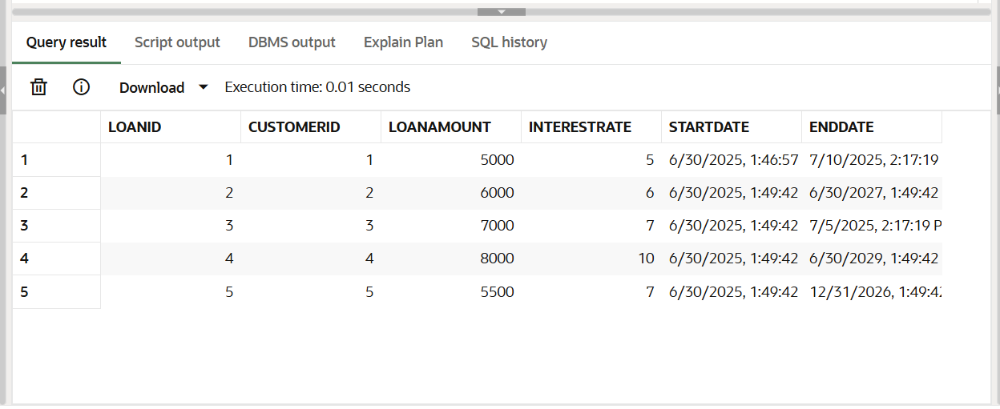 Query result Script output DBMS output Explain Plan SQL history
Download Execution time: 0.01 seconds
LOANID CUSTOMERID LOANAMOUNT INTERESTRATE STARTDATE ENDDATE
1 1 1 5000 5 6/30/2025, 1:46:57 7/10/2025, 2:17:19
2 2 2 6000 6 6/30/2025, 1:49:42 6/30/2027, 1:49:42
3 3 3 7000 7 6/30/2025, 1:49:42 7/5/2025, 2:17:19 P
4 4 4 8000 10 6/30/2025, 1:49:42 6/30/2029, 1:49:42
5 5 5 5500 7 6/30/2025, 1:49:42 12/31/2026, 1:49:42